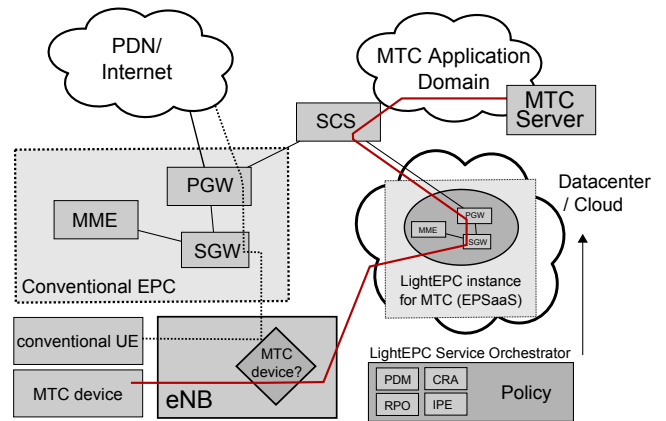 PDN/
Internet
MTC Application
Domain
MTC
Server
SCS
PGW
MME
SGW
Conventional EPC
Datacenter
/ Cloud
PGW
MME
SGW
LightEPC instance
for MTC (EPSaaS)
conventional UE
MTC device
MTC
device?
eNB
LightEPC Service Orchestrator
PDM
CRA
RPO
IPE
Policy